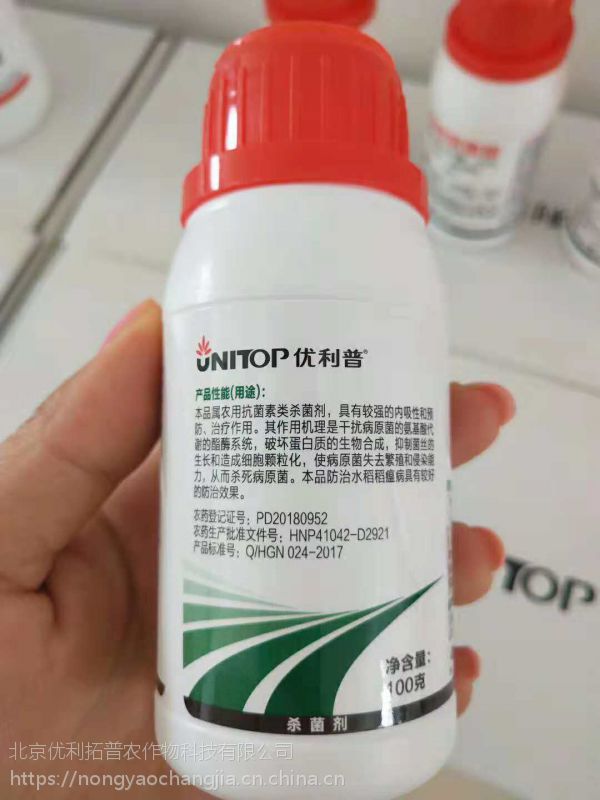 UNITOP 优利普®
产品性能(用途):
本品属农用抗菌素类杀菌剂，具有较强的内吸性和预
防、治疗作用。其作用机理是干扰病原菌的氨基酸代
谢的酯酶系统，破坏蛋白质的生物合成，抑制菌丝的
生长和造成细胞颗粒化，使病原菌失去繁殖和侵染能
力，从而杀死病原菌。本品防治水稻稻瘟病具有较好
的防治效果。
农药登记证号：PD20180952
农药生产批准文件号：HNP41042-D2921
产品标准号：Q/HGN 024-2017
净含量：
100克
杀菌剂
ITOP
北京优利拓普农作物科技有限公司
https://nongyaochangjia.cn.china.cn/